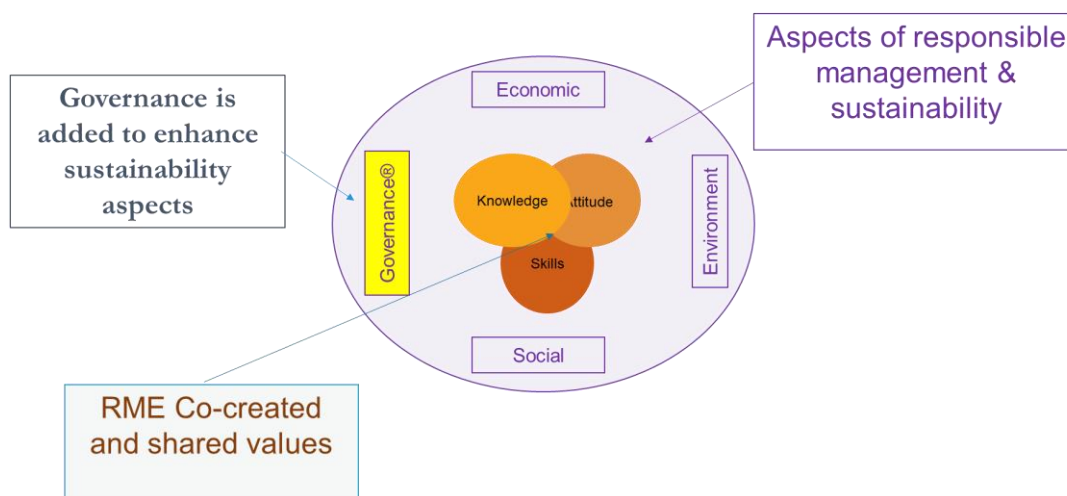 Aspects of responsible
management &
sustainability
Governance is
added to enhance
sustainability
aspects
Economic
Governance®
Knowledge
Attitude
Skills
Environment
Social
RME Co-created
and shared values